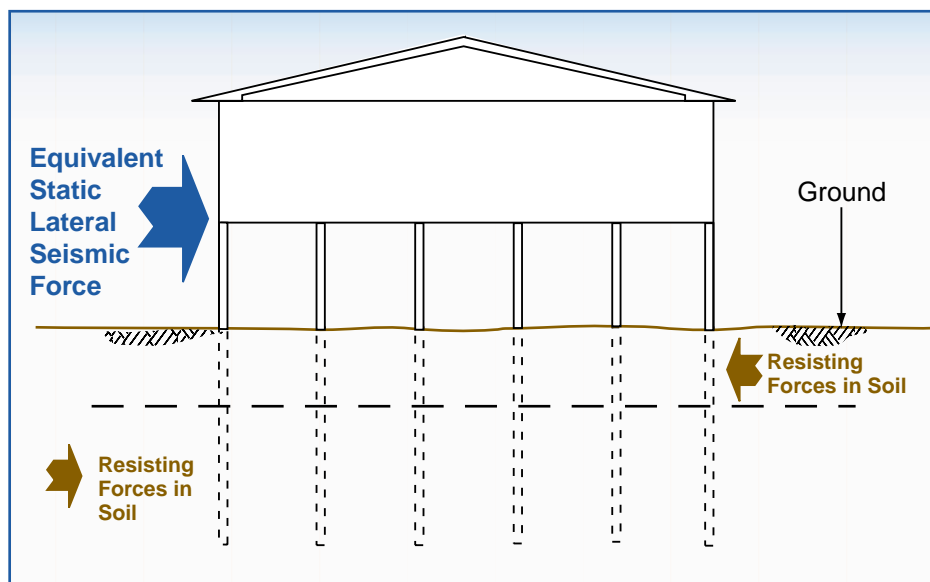 Equivalent
Static
Lateral
Seismic
Force
Ground
Resisting
Forces in Soil
Resisting
Forces in
Soil